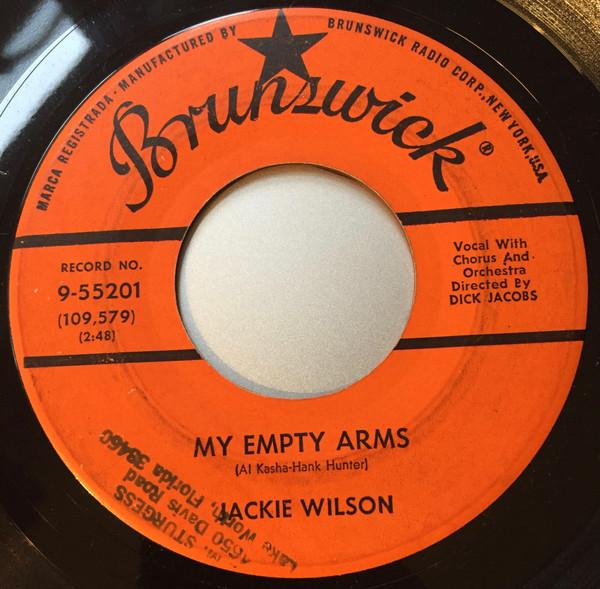 MARCA REGISTRADA · MANUFACTURED BY BRUNSWICK RADIO CORP., NEW YORK, USA
Brunswick®
RECORD NO.
9-55201
(109,579)
(2:48)
Vocal With
Chorus And
Orchestra
Directed By
DICK JACOBS
MY EMPTY ARMS
(Al Kasha-Hank Hunter)
JACKIE WILSON
STURGESS
1650 Davis Road
Lake Worth, Florida 33460